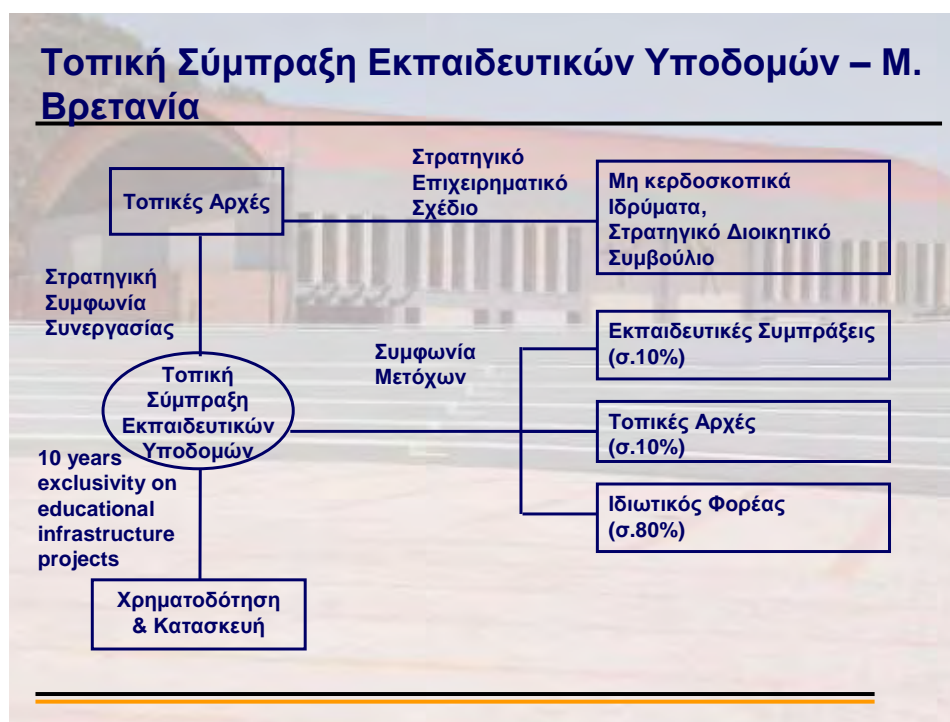 Τοπική Σύμπραξη Εκπαιδευτικών Υποδομών – Μ.
Βρετανία
Τοπικές Αρχές
Στρατηγικό
Επιχειρηματικό
Σχέδιο
Μη κερδοσκοπικά
Ιδρύματα,
Στρατηγικό Διοικητικό
Συμβούλιο
Στρατηγική
Συμφωνία
Συνεργασίας
Τοπική
Σύμπραξη
Εκπαιδευτικών
Υποδομών
Συμφωνία
Μετόχων
Εκπαιδευτικές Συμπράξεις
(σ.10%)
Τοπικές Αρχές
(σ.10%)
Ιδιωτικός Φορέας
(σ.80%)
10 years
exclusivity on
educational
infrastructure
projects
Χρηματοδότηση
& Κατασκευή